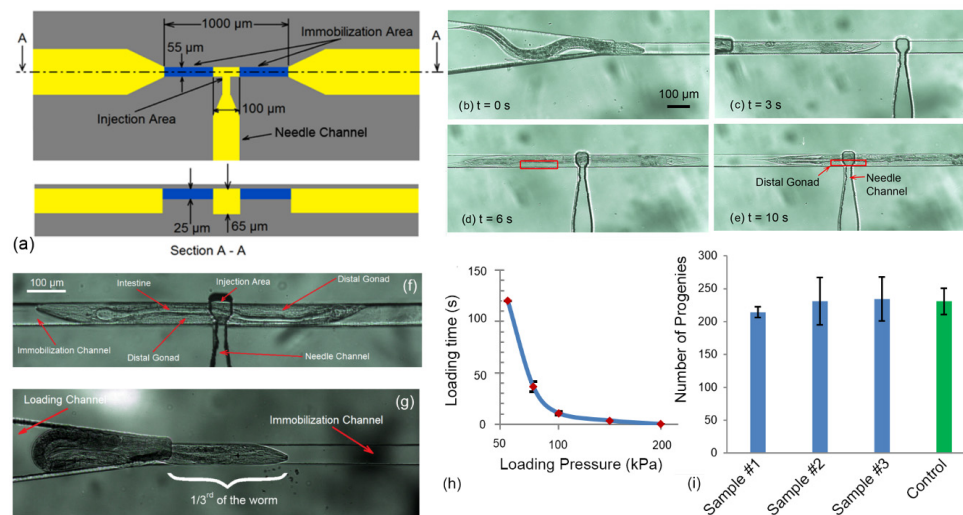 A
1000 µm
55 µm
Immobilization Area
A
100 µm
Injection Area
Needle Channel
25 µm
65 µm
(a)
Section A - A
(b) t = 0 s
100 µm
(c) t = 3 s
Distal Gonad
Needle
Channel
(d) t = 6 s
(e) t = 10 s
100 µm
Intestine
Injection Area
Distal Gonad
(f)
Immobilization Channel
Distal Gonad
Needle Channel
Loading Channel
(g)
Immobilization Channel
1/3rd of the worm
150
120
90
60
30
0
50
100
200
Loading time (s)
Loading Pressure (kPa)
(h)
300
250
200
150
100
50
0
Number of Progenies
Sample #1
Sample #2
Sample #3
Control
(i)